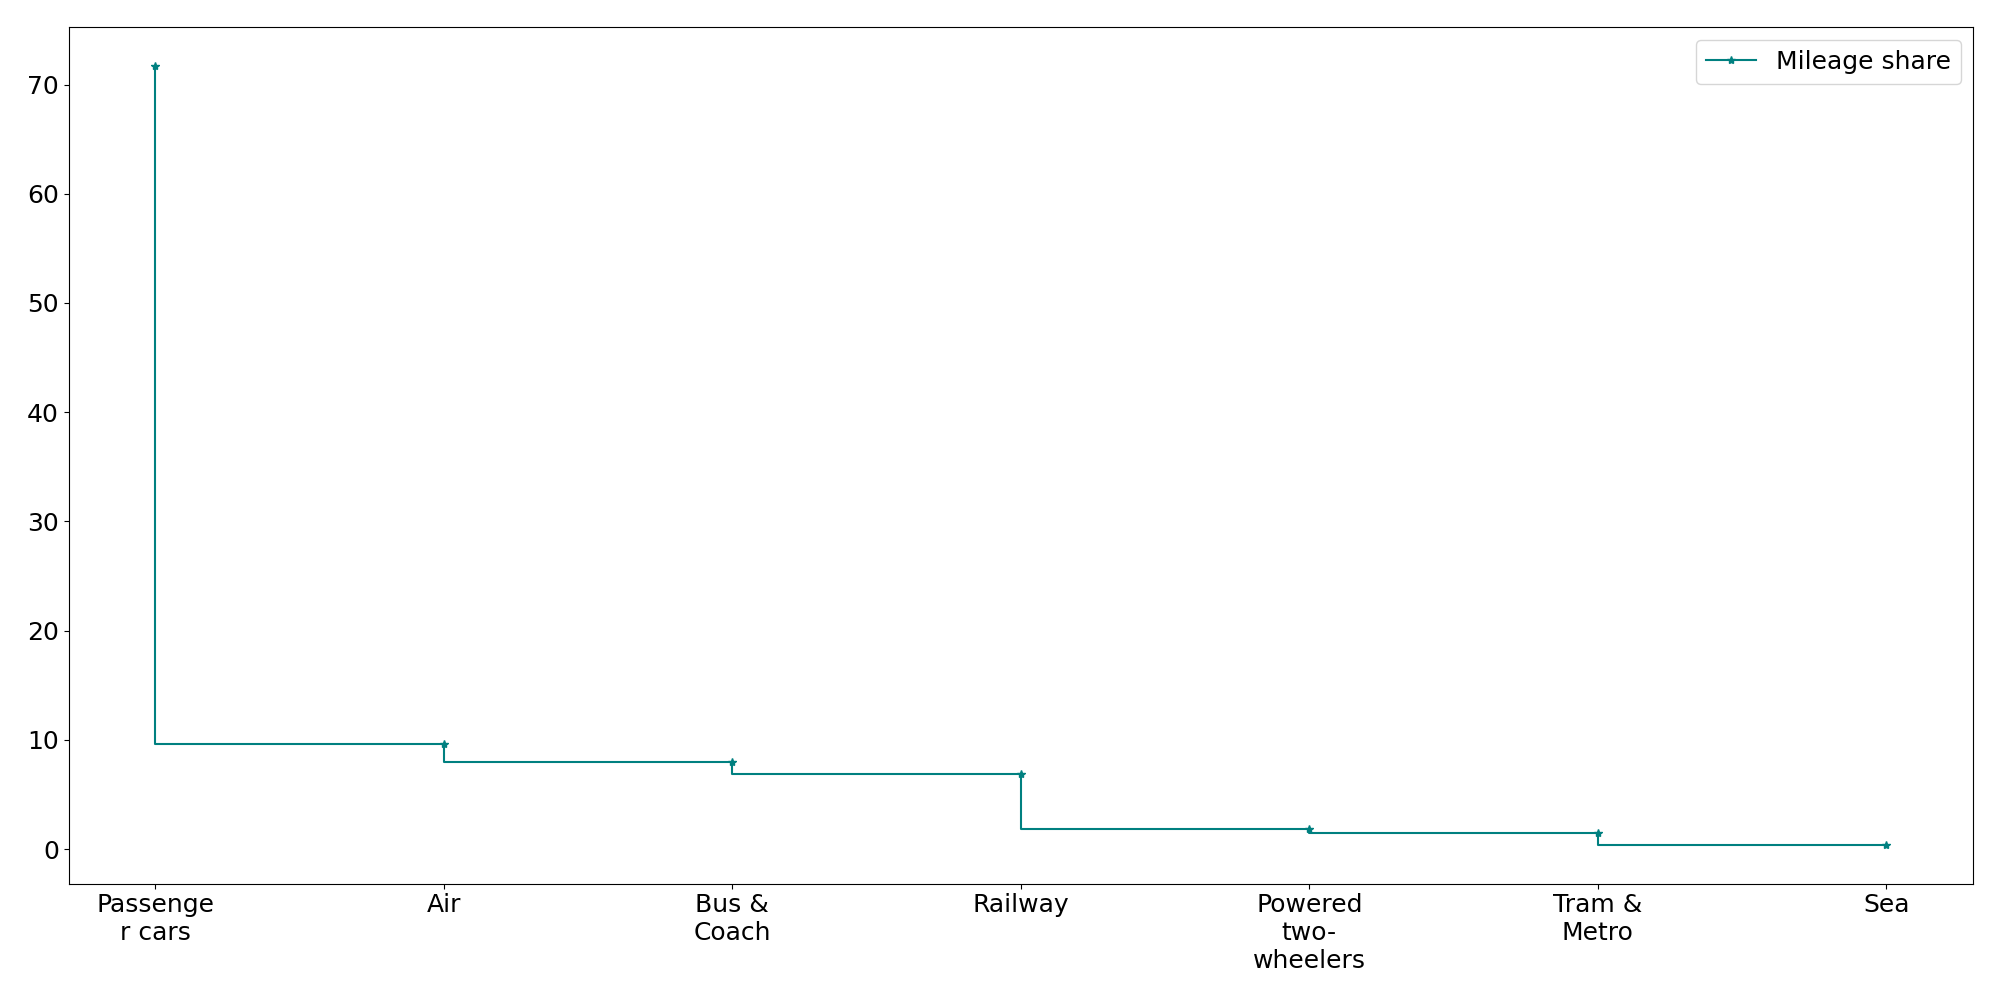 Mileage share
70
60
50
40
30
20
10
0
Passenge
r cars
Air
Bus &
Coach
Railway
Powered
two-
wheelers
Tram &
Metro
Sea